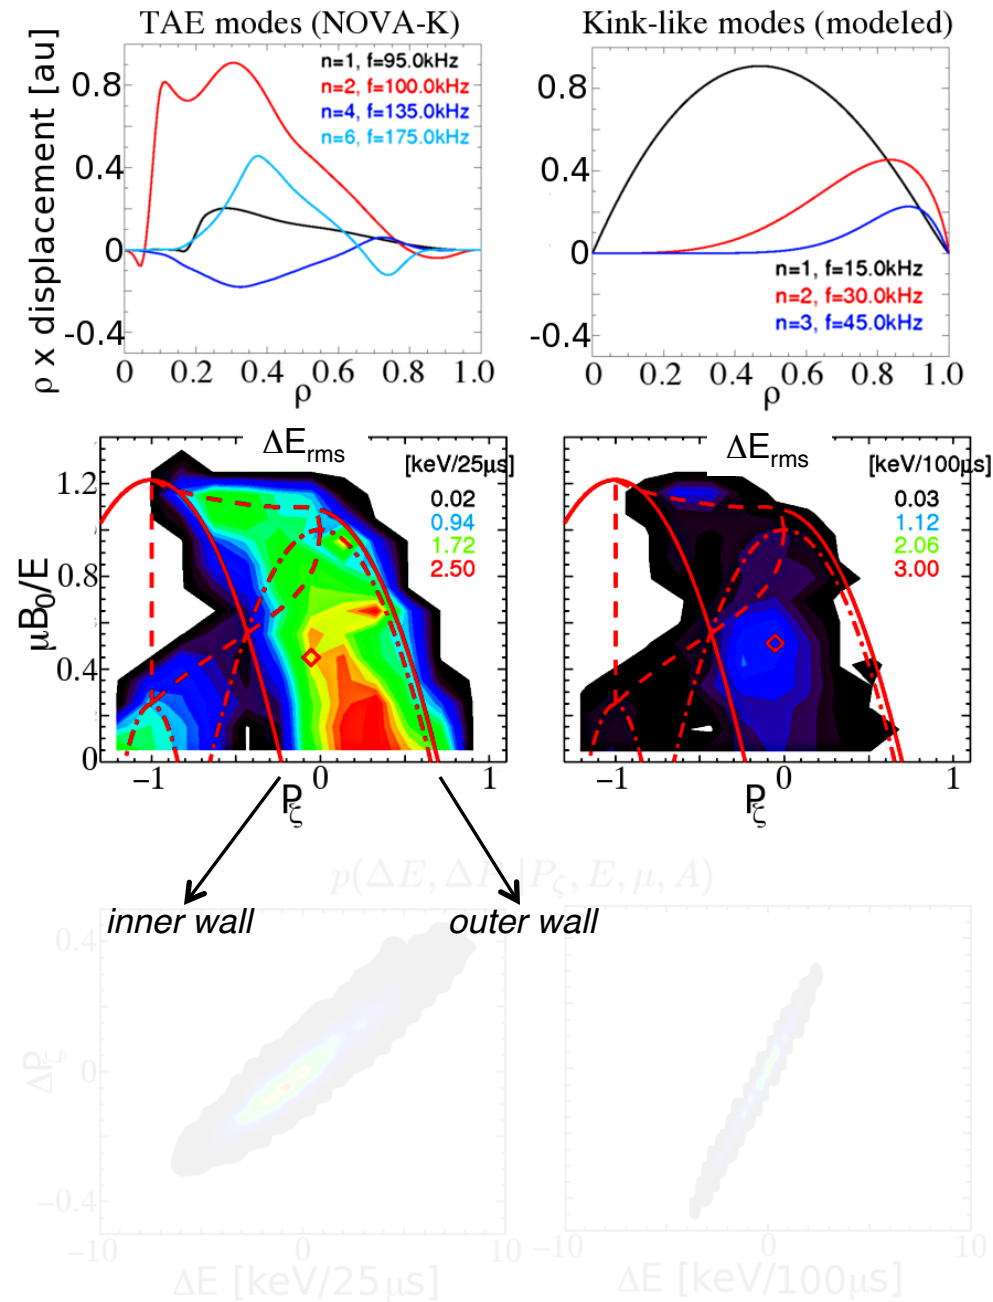 TAE modes (NOVA-K)
n=1, f=95.0kHz
n=2, f=100.0kHz
n=4, f=135.0kHz
n=6, f=175.0kHz
ρ x displacement [au]
0.8
0.4
0
-0.4
0 0.2 0.4 0.6 0.8 1.0
ρ
Kink-like modes (modeled)
0.8
0.4
0
-0.4
n=1, f=15.0kHz
n=2, f=30.0kHz
n=3, f=45.0kHz
0 0.2 0.4 0.6 0.8 1.0
ρ
ΔErms
[keV/25μs]
0.02
0.94
1.72
2.50
μB0/E
1.2
0.8
0.4
0
−1 0 1
Pζ
ΔErms
[keV/100μs]
0.03
1.12
2.06
3.00
−1 0 1
Pζ
inner wall
outer wall
0.4
0
−0.4
ΔPζ
−10 0 10
ΔE [keV/25μs]
−10 0 10
ΔE [keV/100μs]